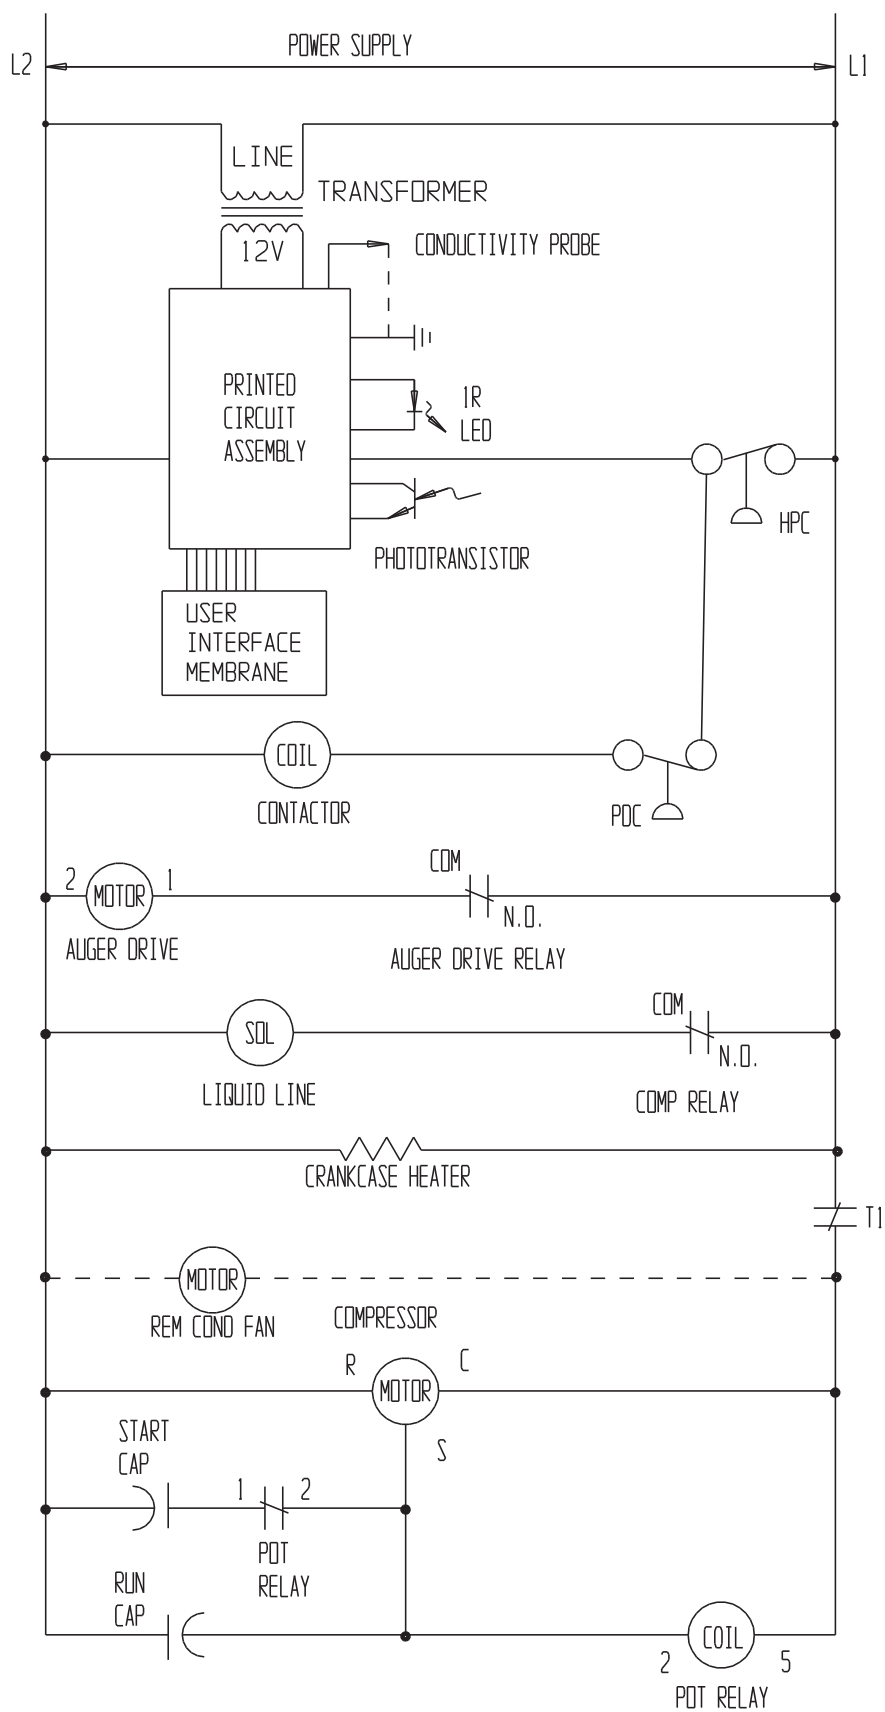 POWER SUPPLY
L2
L1
LINE
TRANSFORMER
12V
CONDUCTIVITY PROBE
PRINTED
CIRCUIT
ASSEMBLY
1R
LED
HPC
PHOTOTRANSISTOR
USER
INTERFACE
MEMBRANE
COIL
CONTACTOR
PDC
COM
2
MOTOR
1
N.O.
AUGER DRIVE
AUGER DRIVE RELAY
COM
SOL
N.O.
LIQUID LINE
COMP RELAY
CRANKCASE HEATER
T1
MOTOR
REM COND FAN
COMPRESSOR
R
C
MOTOR
START
CAP
S
1
2
POT
RELAY
RUN
CAP
COIL
2
5
POT RELAY